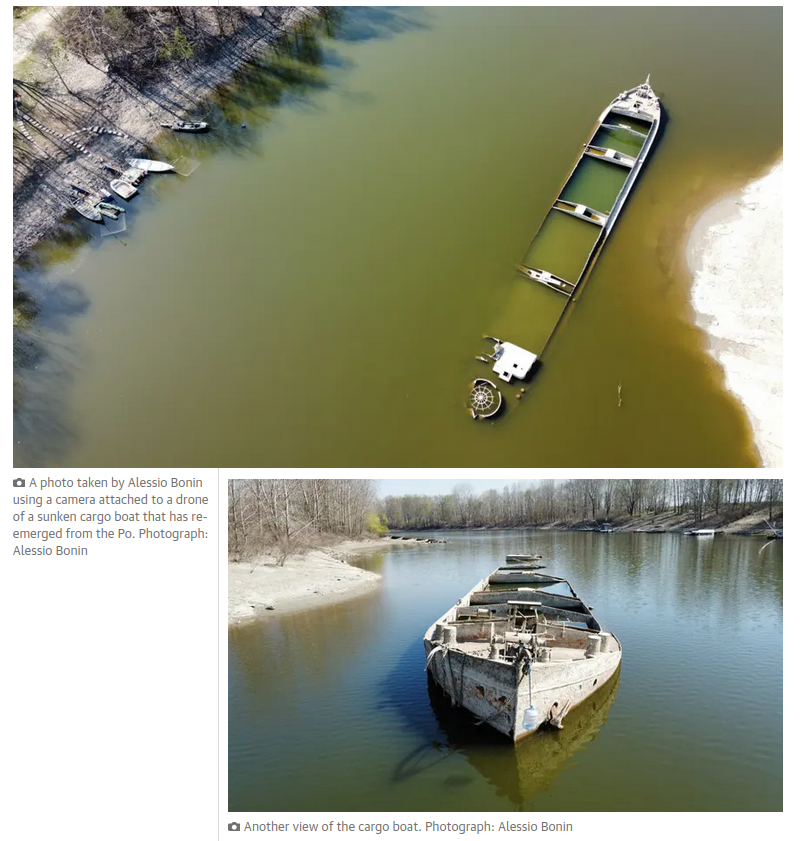 A photo taken by Alessio Bonin
using a camera attached to a drone
of a sunken cargo boat that has re-
emerged from the Po. Photograph:
Alessio Bonin
Another view of the cargo boat. Photograph: Alessio Bonin